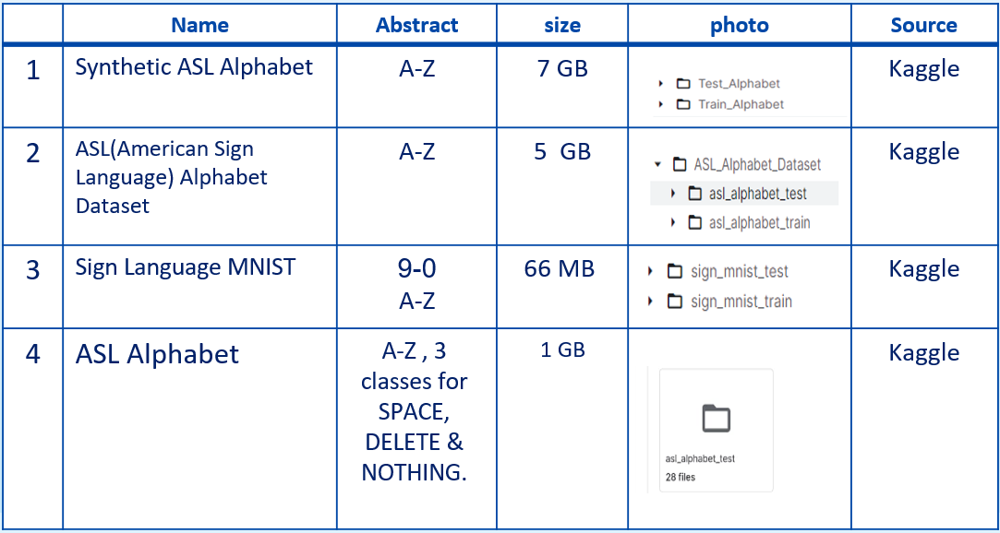 Name Abstract size photo Source
1 Synthetic ASL Alphabet A-Z 7 GB Kaggle
Test_Alphabet
Train_Alphabet
2 ASL(American Sign A-Z 5 GB Kaggle
Language) Alphabet
Dataset
ASL_Alphabet_Dataset
asl_alphabet_test
asl_alphabet_train
3 Sign Language MNIST 9-0 66 MB Kaggle
A-Z
sign_mnist_test
sign_mnist_train
4 ASL Alphabet A-Z , 3 1 GB Kaggle
classes for
SPACE,
DELETE &
NOTHING.
asl_alphabet_test
28 files